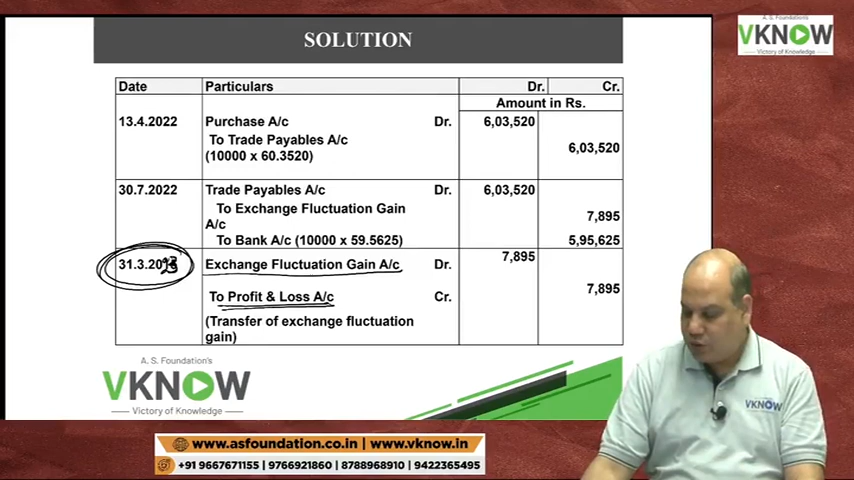 SOLUTION
A. S. Foundation's
VKNOW
Victory of Knowledge
Date Particulars Dr. Cr.
Amount in Rs.
13.4.2022 Purchase A/c Dr. 6,03,520
To Trade Payables A/c 6,03,520
(10000 x 60.3520)
30.7.2022 Trade Payables A/c Dr. 6,03,520
To Exchange Fluctuation Gain 7,895
A/c
To Bank A/c (10000 x 59.5625) 5,95,625
31.3.20 Exchange Fluctuation Gain A/c Dr. 7,895
To Profit & Loss A/c Cr. 7,895
(Transfer of exchange fluctuation
gain)
A. S. Foundation's
VKNOW
Victory of Knowledge
VKNOW
www.asfoundation.co.in | www.vknow.in
+91 9667671155 | 9766921860 | 8788968910 | 9422365495